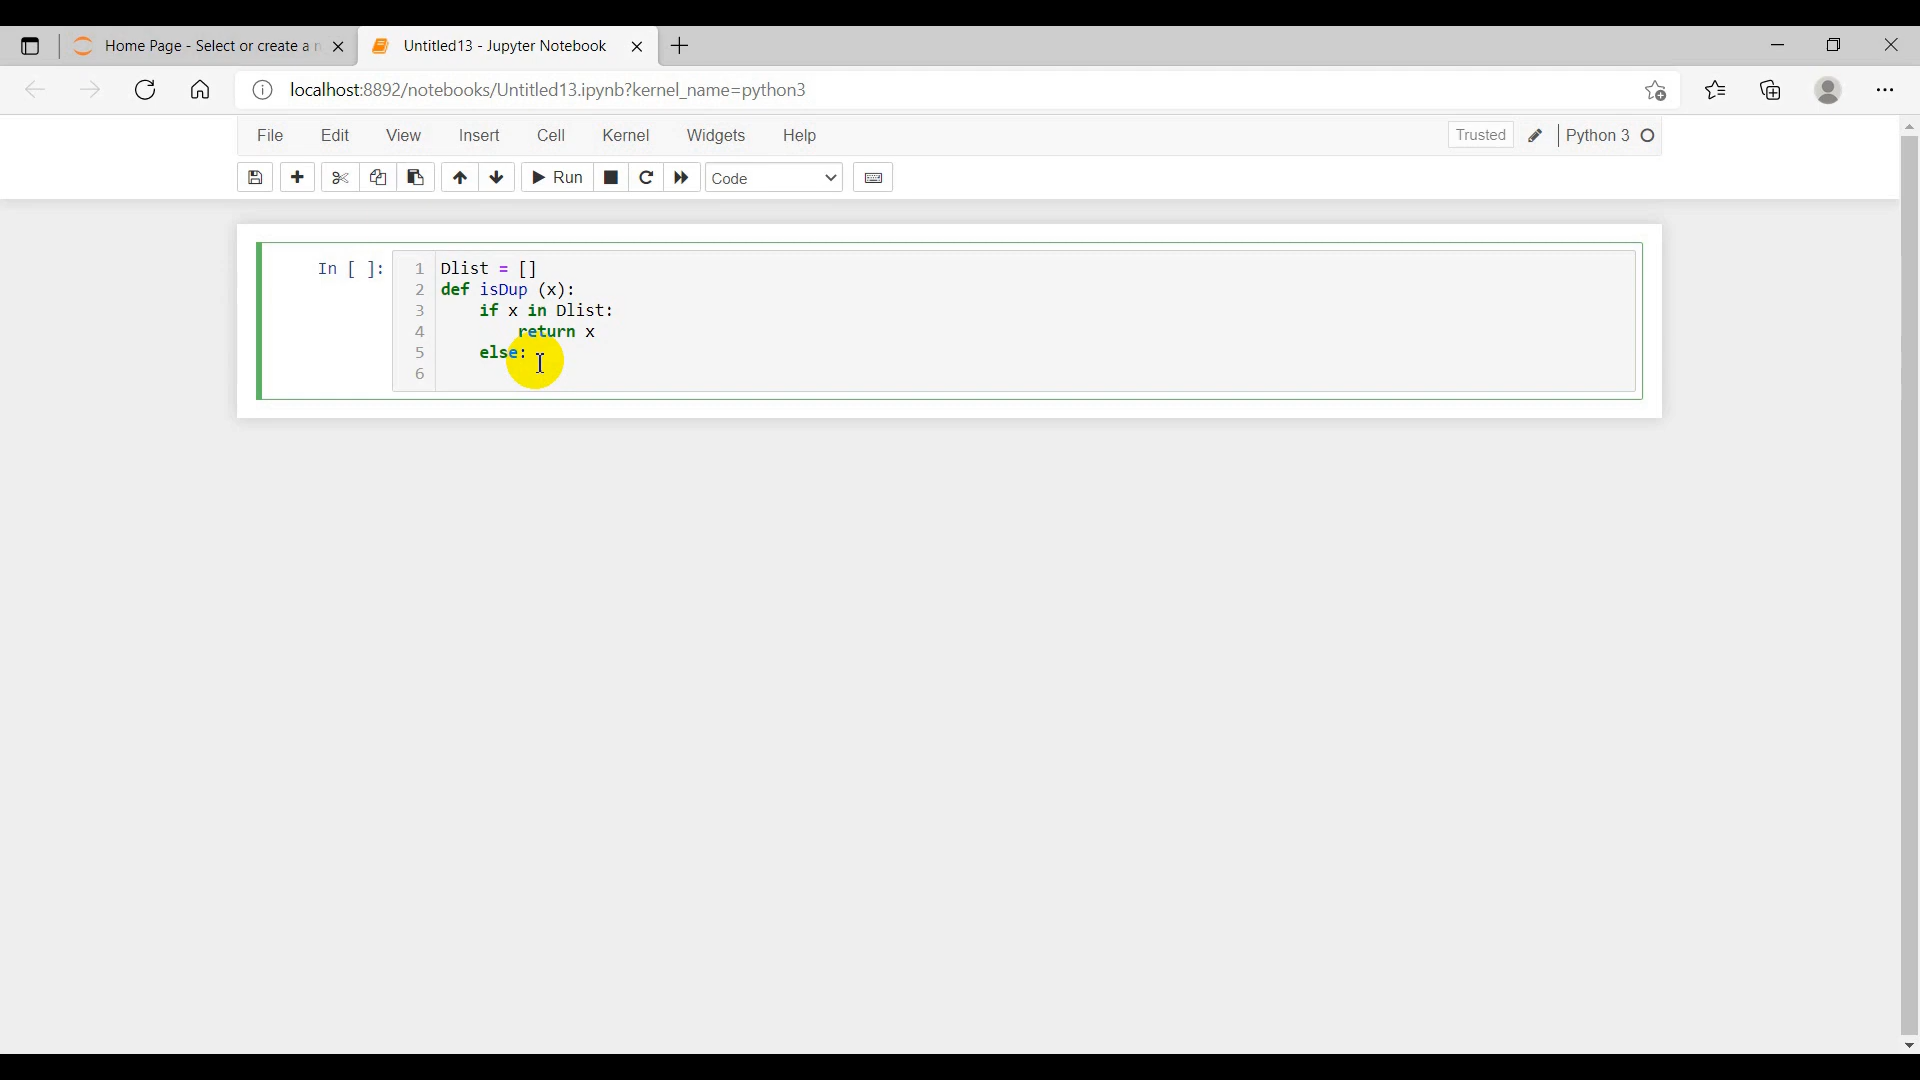 Home Page - Select or create a n
Untitled13 - Jupyter Notebook
localhost:8892/notebooks/Untitled13.ipynb?kernel_name=python3
File Edit View Insert Cell Kernel Widgets Help
Trusted Python 3
Run Code
In [ ]:
1 Dlist = []
2 def isDup (x):
3 if x in Dlist:
4 return x
5 else:
6